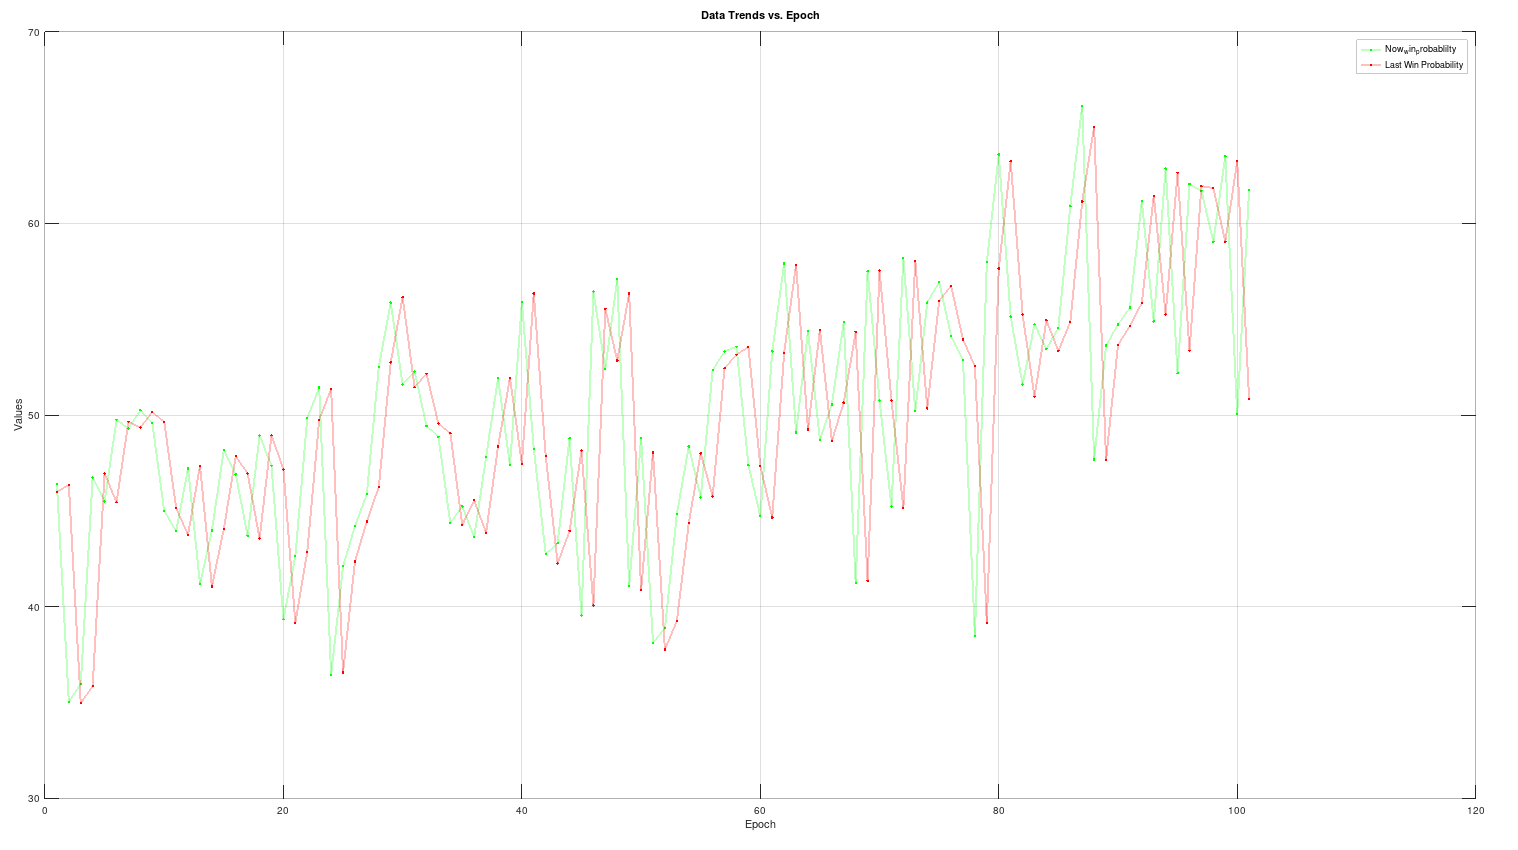 Data Trends vs. Epoch
70
Now_win_probablilty
Last Win Probability
60
50
Values
40
30
0 20 40 60 80 100 120
Epoch